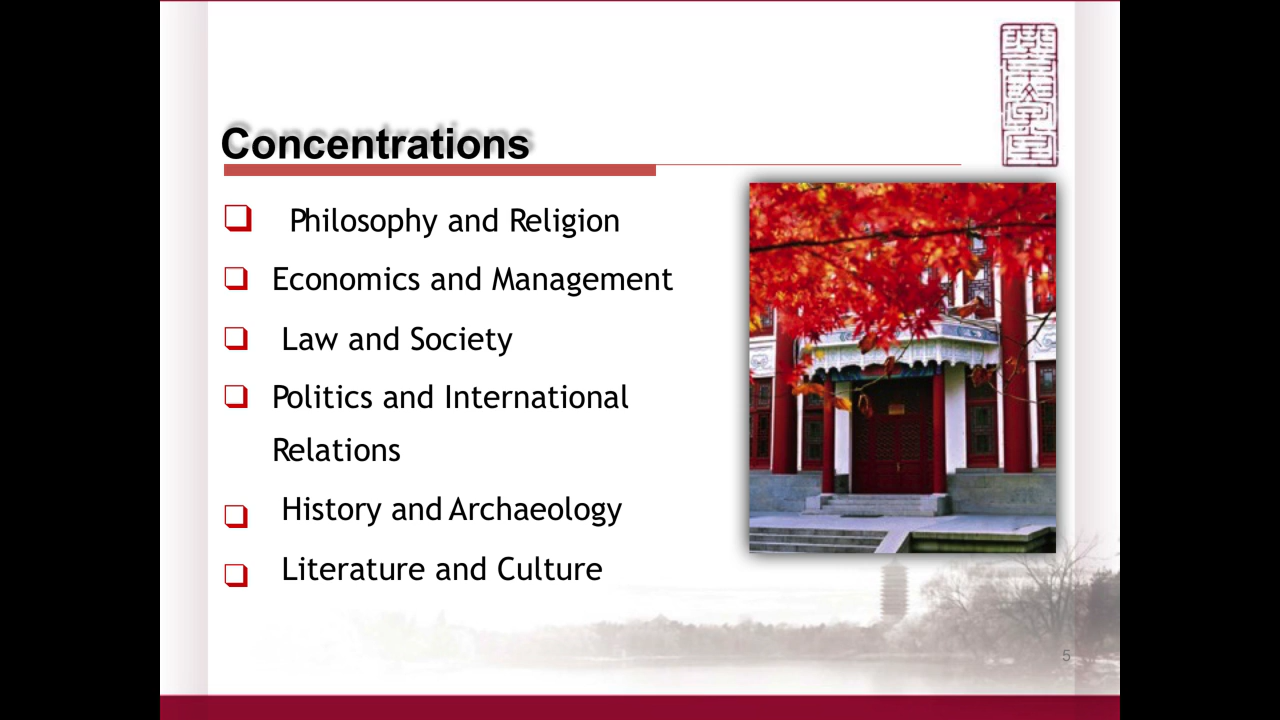 Concentrations
Philosophy and Religion
Economics and Management
Law and Society
Politics and International
Relations
History and Archaeology
Literature and Culture
5